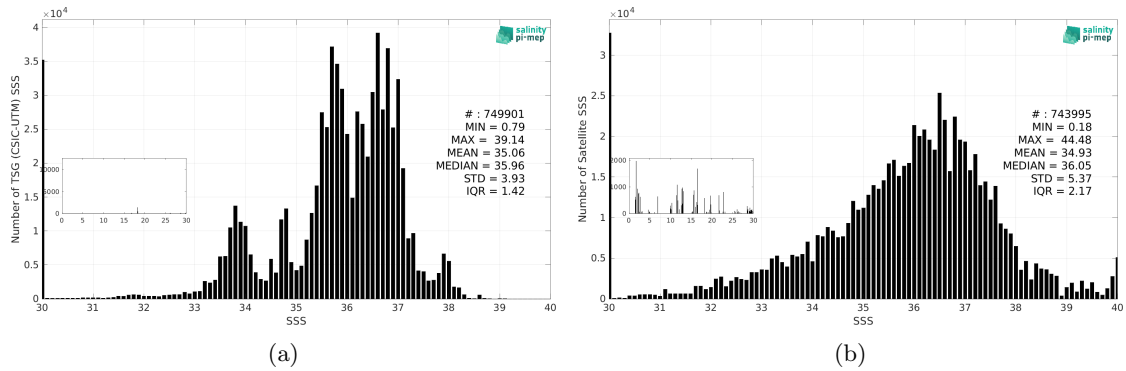 ×10⁴
4
3.5
3
2.5
2
1.5
1
0.5
0
Number of TSG (CSIC-UTM) SSS
salinity
pi-mep
# : 749901
MIN = 0.79
MAX = 39.14
MEAN = 35.06
MEDIAN = 35.96
STD = 3.93
IQR = 1.42
10000
5000
0
0 5 10 15 20 25 30
30 31 32 33 34 35 36 37 38 39 40
SSS
(a)
×10⁴
3
2.5
2
1.5
1
0.5
0
Number of Satellite SSS
salinity
pi-mep
# : 743995
MIN = 0.18
MAX = 44.48
MEAN = 34.93
MEDIAN = 36.05
STD = 5.37
IQR = 2.17
2000
1000
0
0 5 10 15 20 25 30
30 31 32 33 34 35 36 37 38 39 40
SSS
(b)